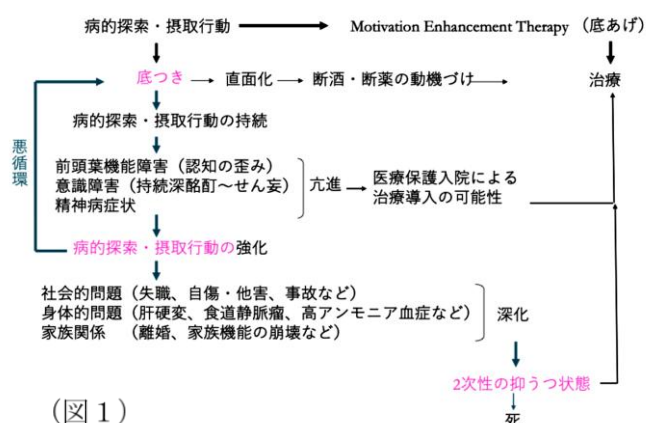 病的探索・摂取行動 Motivation Enhancement Therapy (底あげ)
底つき 直面化 断酒・断薬の動機づけ 治療
病的探索・摂取行動の持続
悪循環
前頭葉機能障害(認知の歪み)
意識障害(持続深酩酊～せん妄)
精神病症状
亢進
医療保護入院による
治療導入の可能性
病的探索・摂取行動の強化
社会的問題(失職、自傷・他害、事故など)
身体的問題(肝硬変、食道静脈瘤、高アンモニア血症など)
家族関係 (離婚、家族機能の崩壊など)
深化
2次性の抑うつ状態
死
(図1)